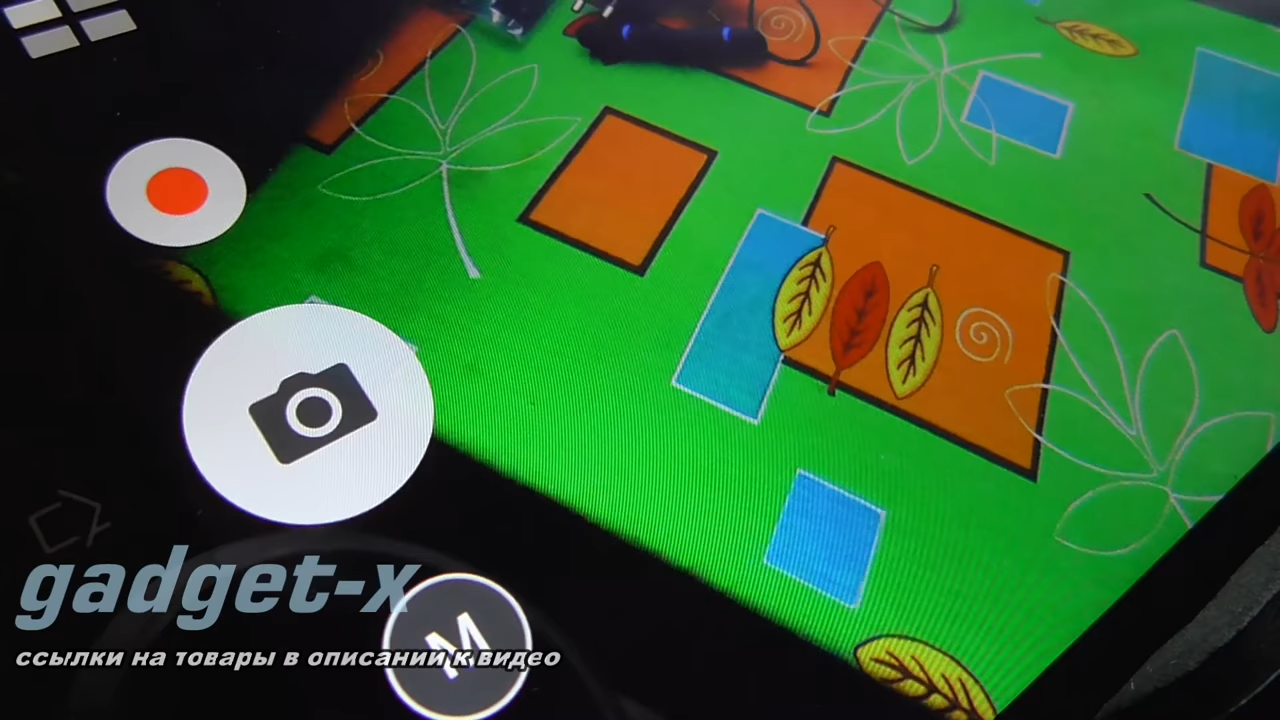 gadget-x
ссылки на товары в описании к видео
M